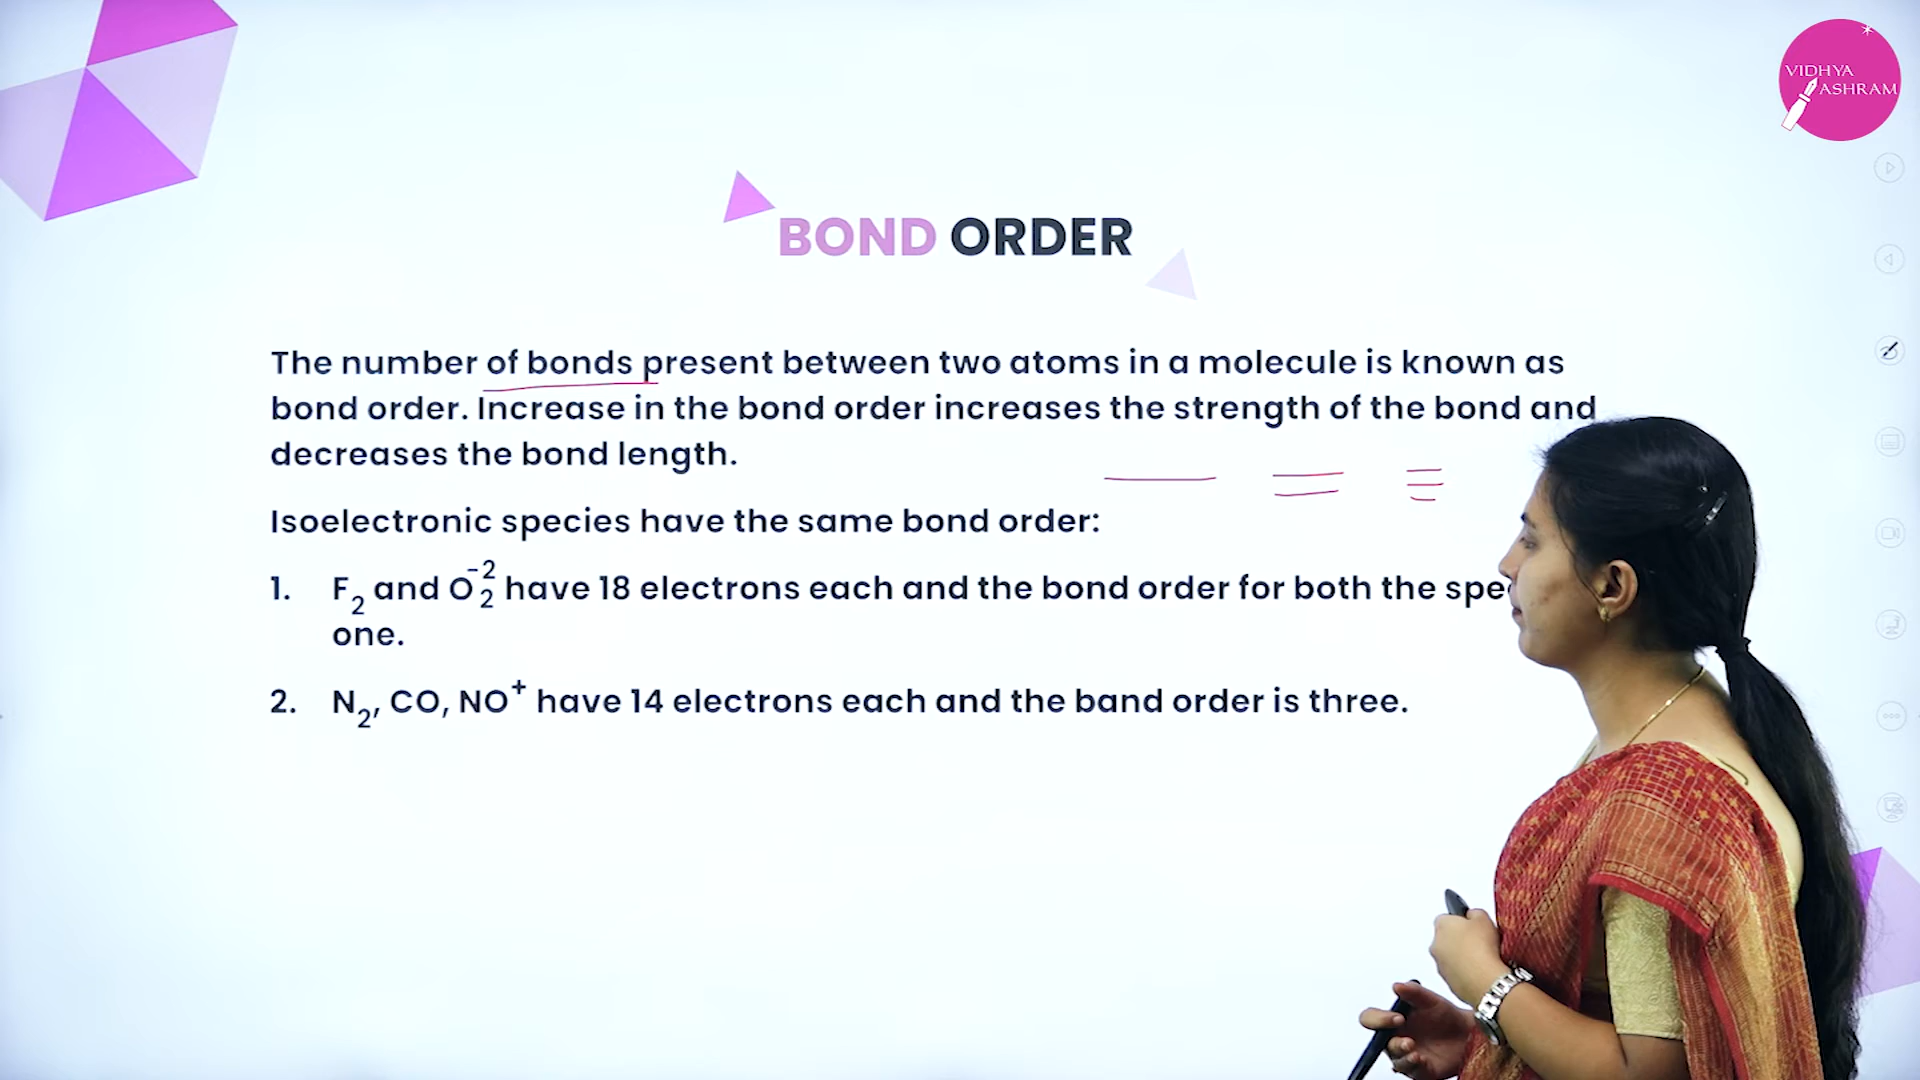 VIDHYA
ASHRAM
BOND ORDER
The number of bonds present between two atoms in a molecule is known as
bond order. Increase in the bond order increases the strength of the bond and
decreases the bond length.
Isoelectronic species have the same bond order:
1. F₂ and O₂⁻² have 18 electrons each and the bond order for both the
one.
2. N₂, CO, NO⁺ have 14 electrons each and the band order is three.